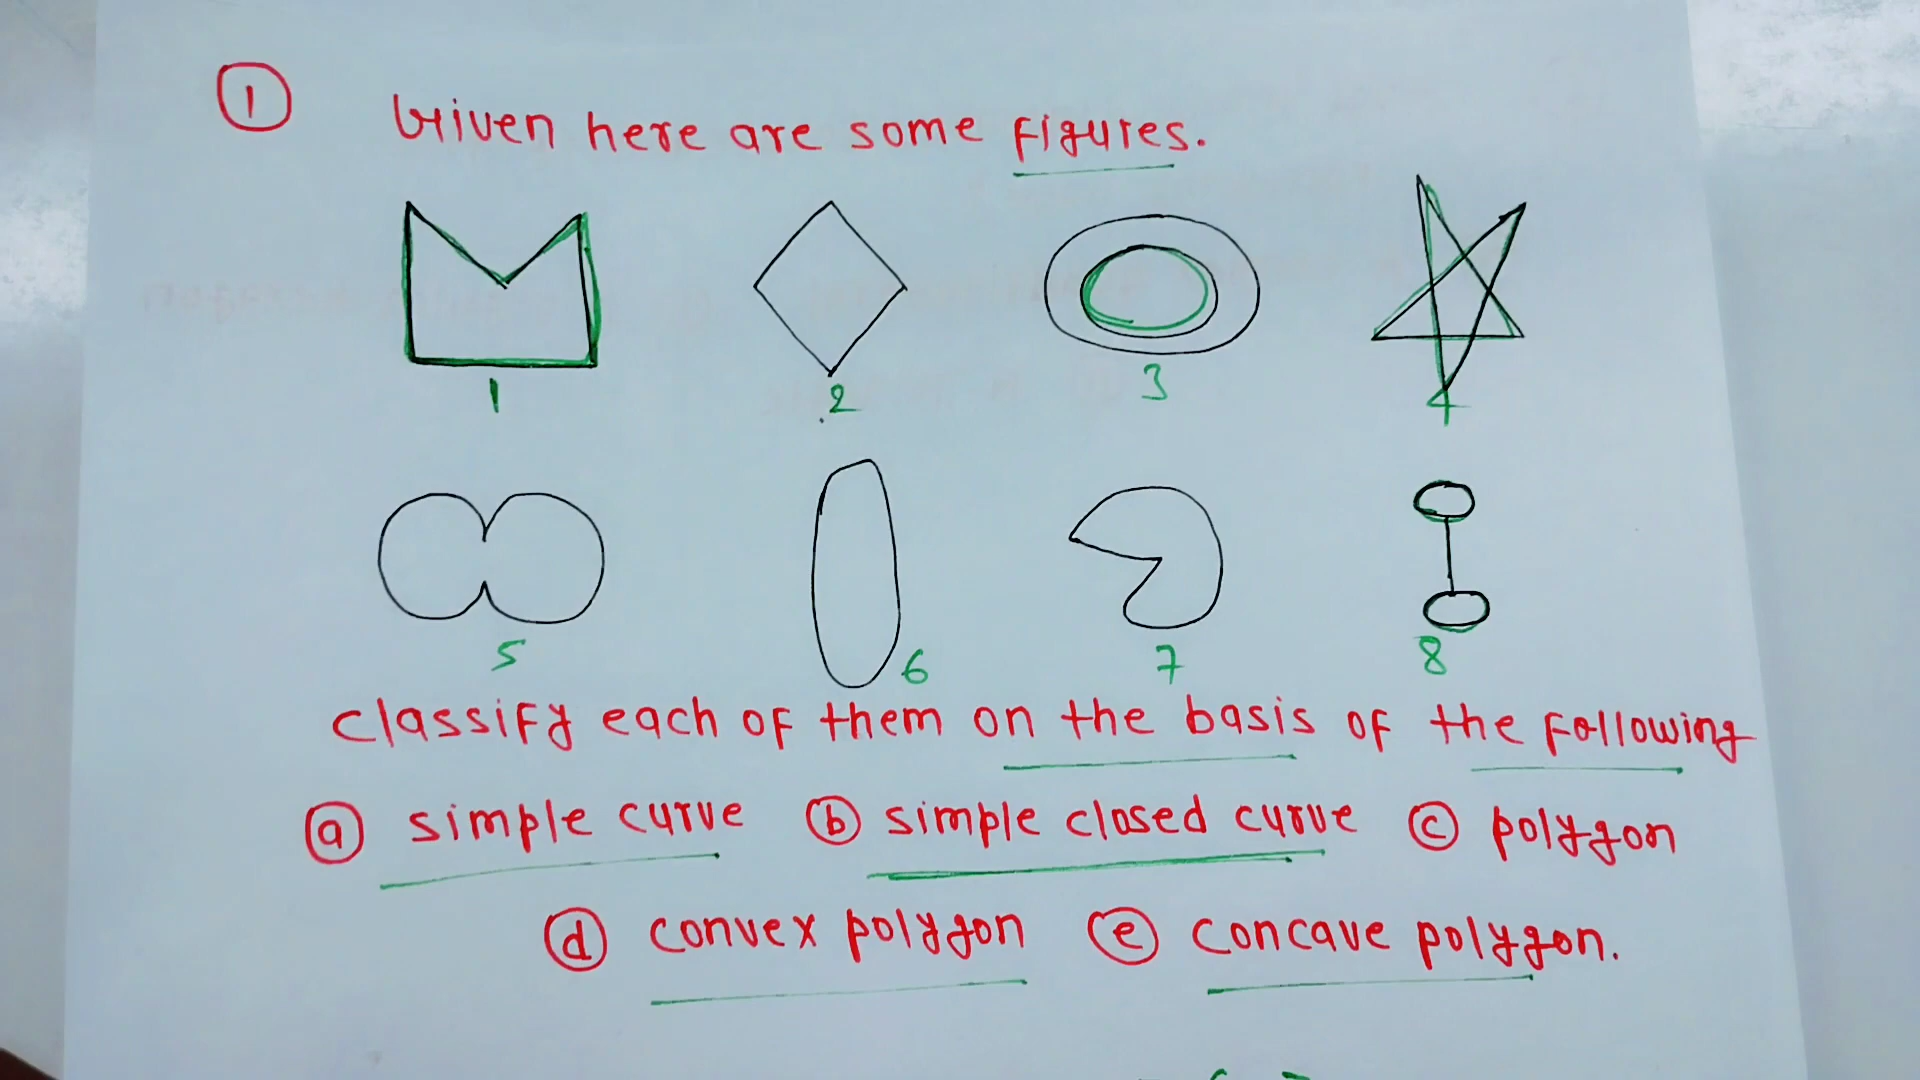 1 Given here are some figures.
1 2 3 4
5 6 7 8
classify each of them on the basis of the following
a simple curve b simple closed curve c polygon
d convex polygon e concave polygon.